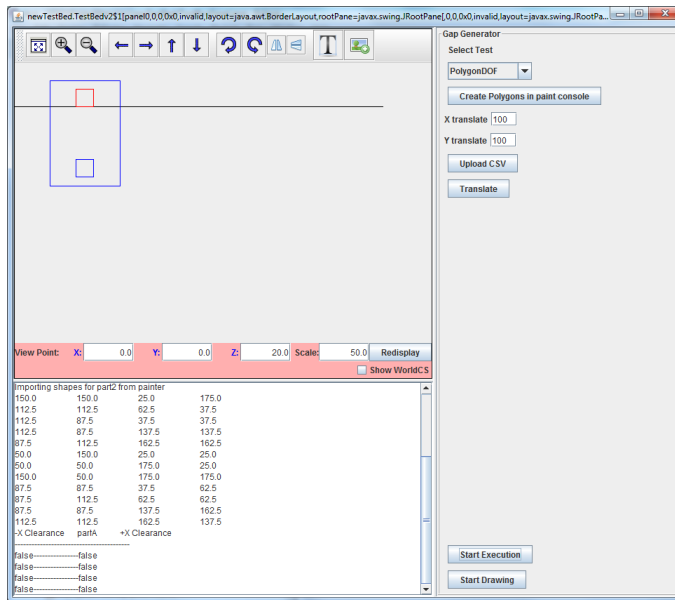 newTestBed.TestBedv2$1[panel0,0,0,0x0,invalid,layout=java.awt.BorderLayout,rootPane=javax.swing.JRootPane[,0,0,0x0,invalid,layout=javax.swing.JRootPa...
T
View Point: X: 0.0 Y: 0.0 Z: 20.0 Scale: 50.0 Redisplay
Show WorldCS
Importing shapes for part2 from painter
150.0 150.0 25.0 175.0
112.5 112.5 62.5 37.5
112.5 87.5 37.5 37.5
112.5 87.5 137.5 137.5
87.5 112.5 162.5 162.5
50.0 150.0 25.0 25.0
50.0 50.0 175.0 25.0
150.0 50.0 175.0 175.0
87.5 87.5 37.5 62.5
87.5 112.5 62.5 62.5
87.5 87.5 162.5 137.5
112.5 112.5 162.5 137.5
-X Clearance partA +X Clearance
-----------------------------------------
false----------------false
false----------------false
false----------------false
false----------------false
Gap Generator
Select Test
PolygonDOF
Create Polygons in paint console
X translate 100
Y translate 100
Upload CSV
Translate
Start Execution
Start Drawing